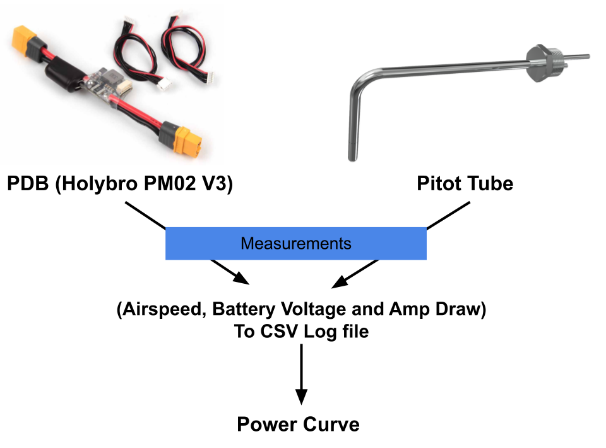 PDB (Holybro PM02 V3)
Pitot Tube
Measurements
(Airspeed, Battery Voltage and Amp Draw)
To CSV Log file
Power Curve